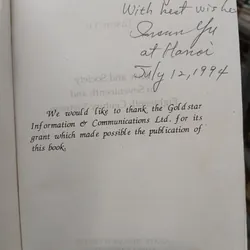 With best wishes
at Hanoi
July 12, 1994
We would like to thank the Goldstar
Information & Communications Ltd. for its
grant which made possible the publication of
this book.